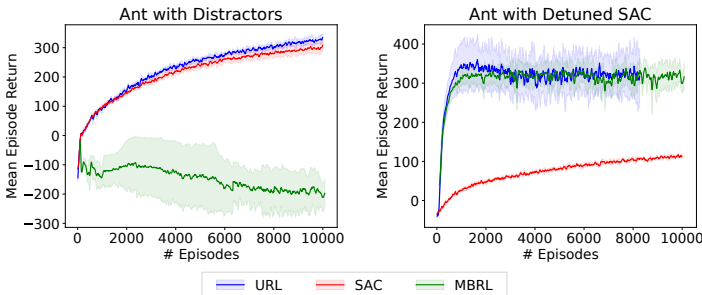 Ant with Distractors
Mean Episode Return
300
200
100
0
−100
−200
−300
0 2000 4000 6000 8000 10000
# Episodes
Ant with Detuned SAC
Mean Episode Return
400
300
200
100
0
0 2000 4000 6000 8000 10000
# Episodes
URL SAC MBRL